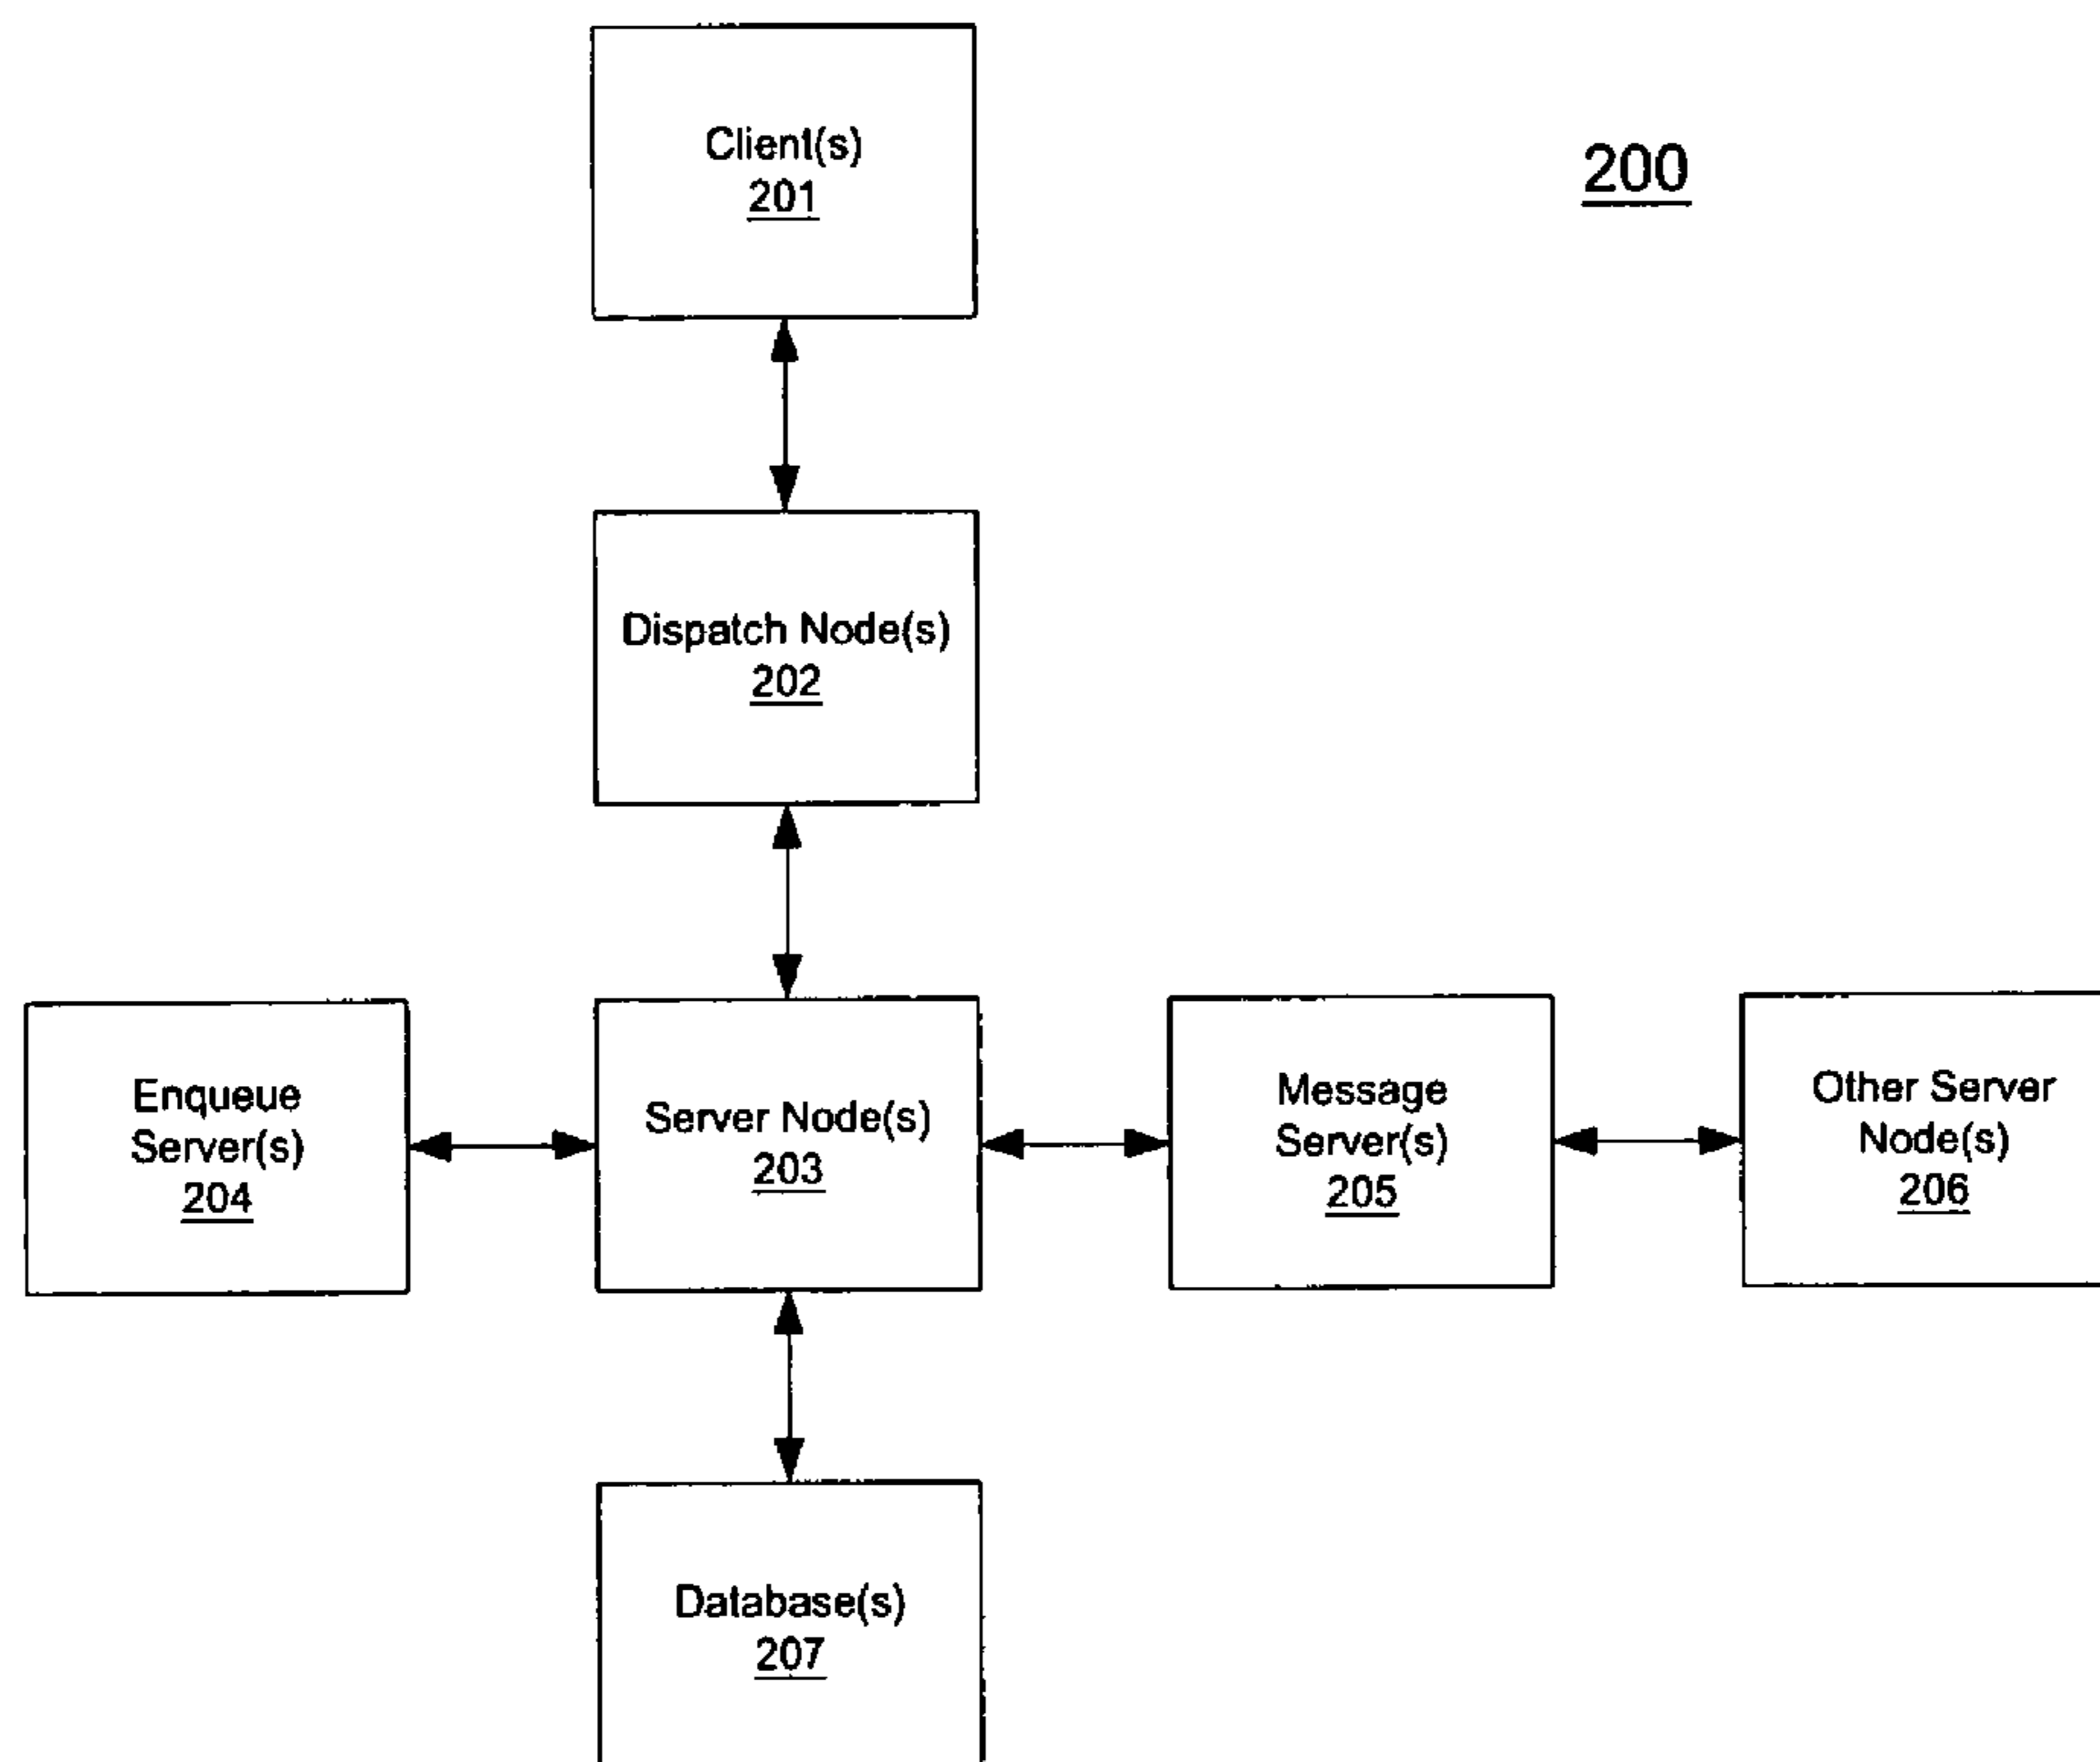 Client(s)
201
200
Dispatch Node(s)
202
Enqueue
Server(s)
204
Server Node(s)
203
Message
Server(s)
205
Other Server
Node(s)
206
Database(s)
207